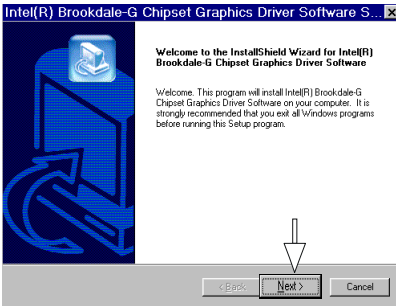 Intel(R) Brookdale-G Chipset Graphics Driver Software S...
Welcome to the InstallShield Wizard for Intel(R)
Brookdale-G Chipset Graphics Driver Software
Welcome. This program will install Intel(R) Brookdale-G
Chipset Graphics Driver Software on your computer. It is
strongly recommended that you exit all Windows programs
before running this Setup program.
< Back Next > Cancel